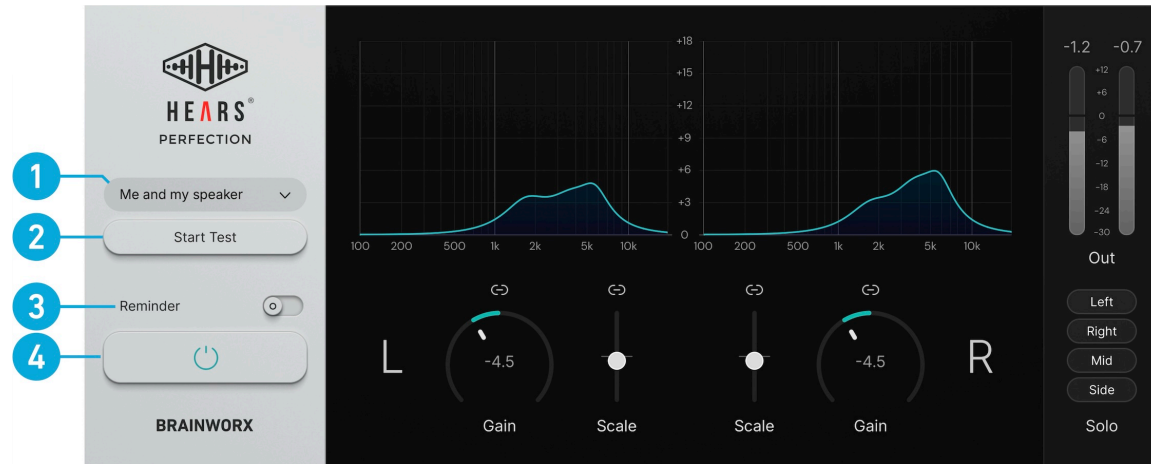 HEARS®
PERFECTION
1
Me and my speaker
2
Start Test
3
Reminder
4
BRAINWORX
+18
+15
+12
+9
+6
+3
0
100 200 500 1k 2k 5k 10k
100 200 500 1k 2k 5k 10k
L
-4.5
Gain
Scale
Scale
-4.5
Gain
R
-1.2 -0.7
+12
+6
0
-6
-12
-18
-24
-30
Out
Left
Right
Mid
Side
Solo